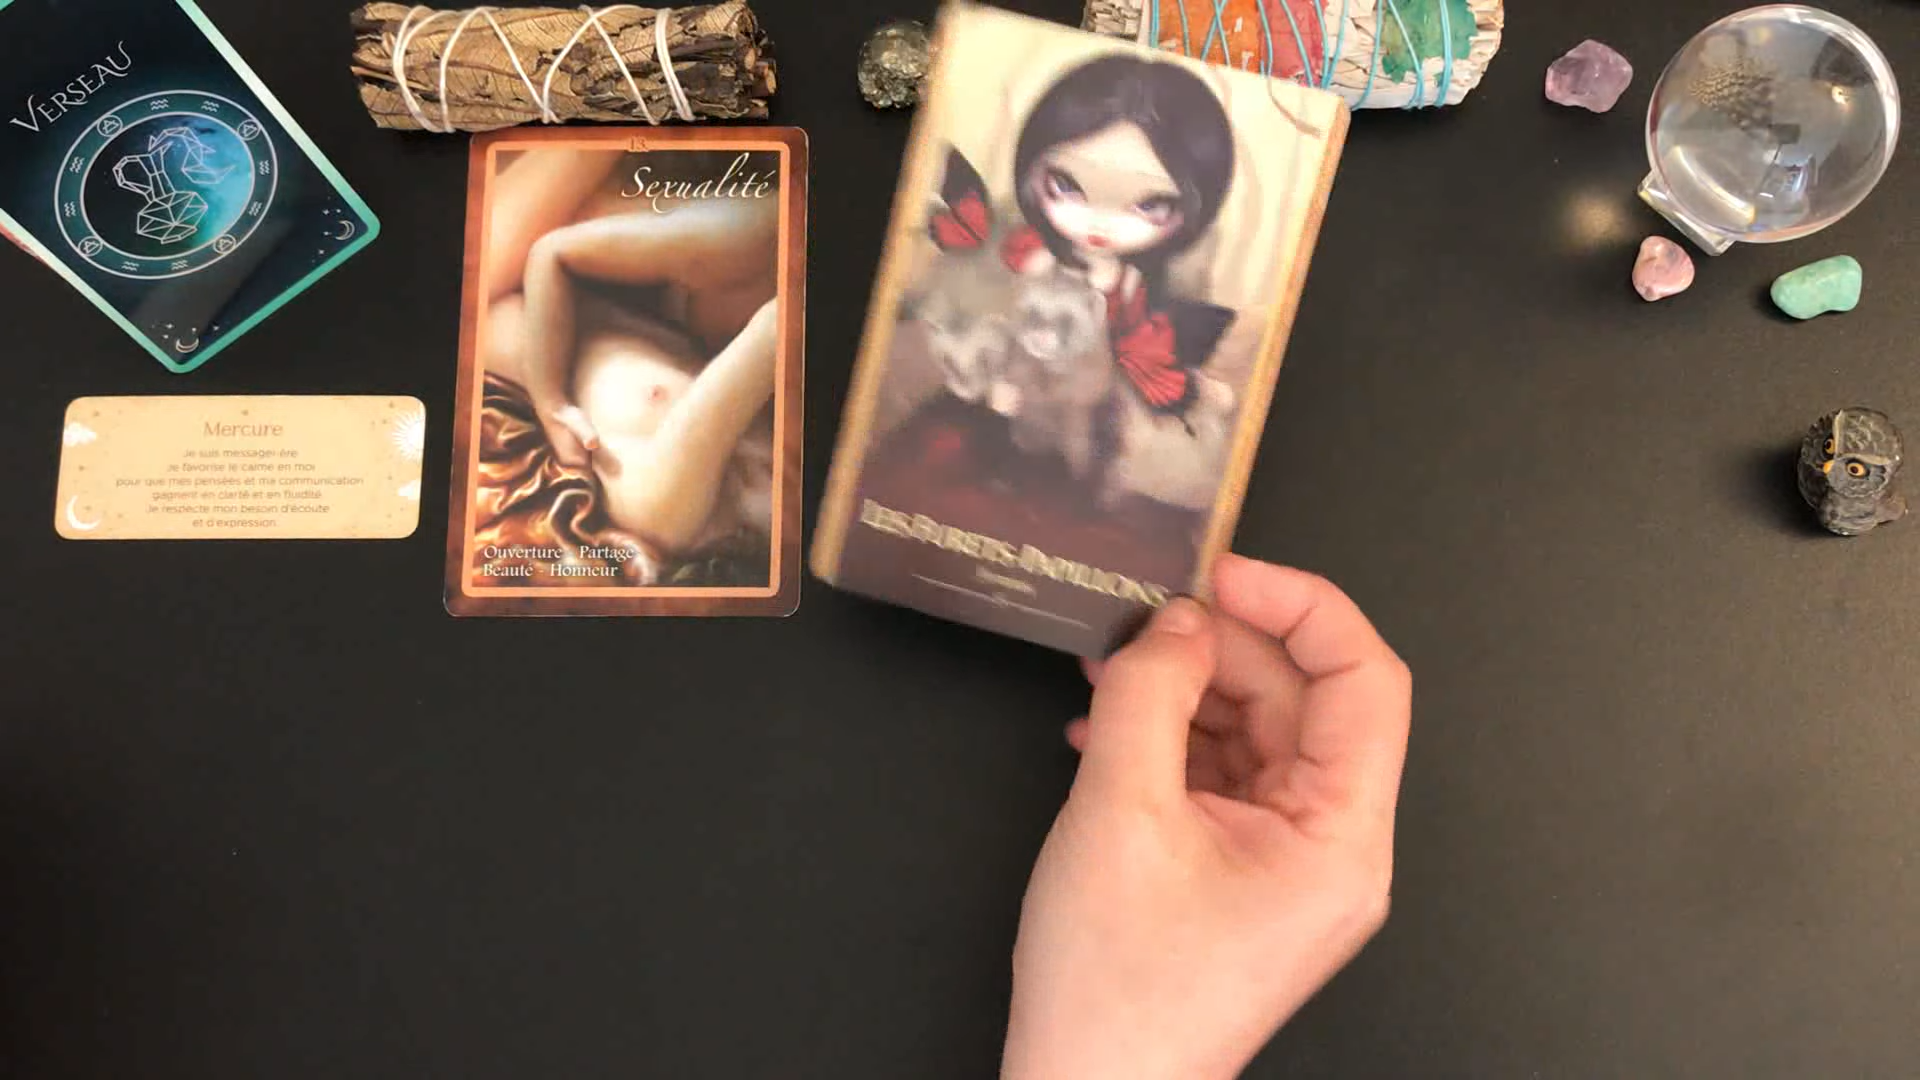 VERSEAU
Mercure
Je suis messager·ère
Je favorise le calme en moi
pour que mes pensées et ma communication
gagnent en clarté et en fluidité.
Je respecte mon besoin d'écoute
et d'expression.
13
Sexualité
Ouverture - Partage
Beauté - Honneur